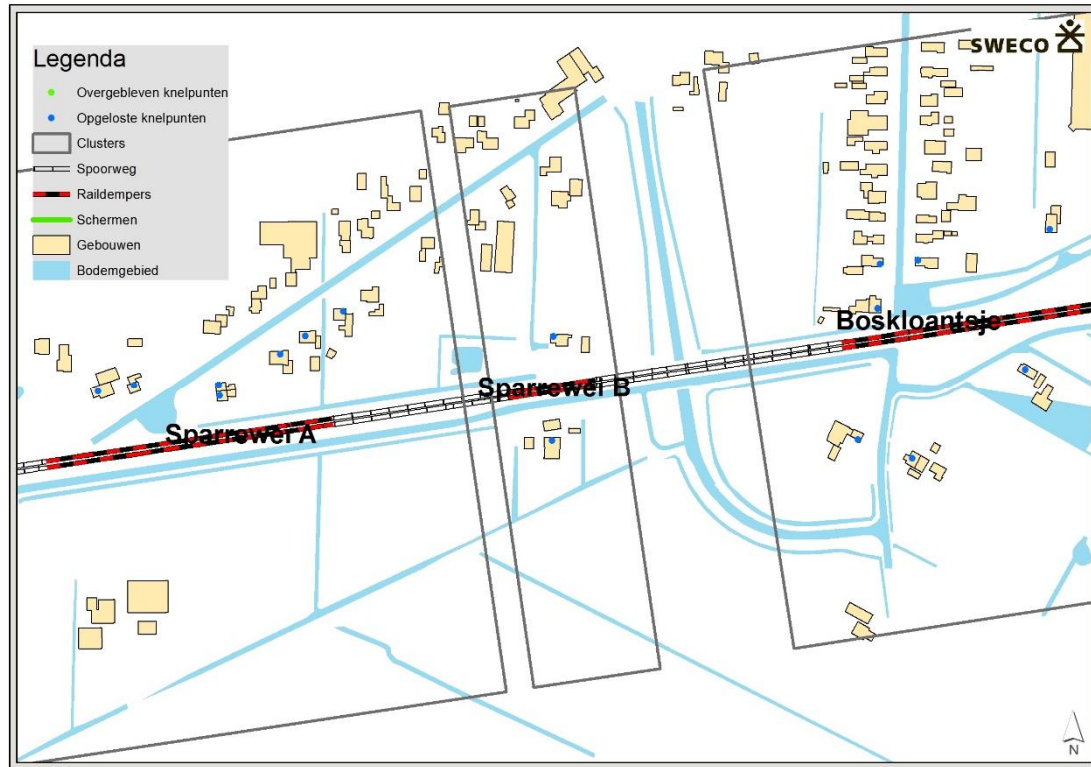 SWECO
Legenda
Overgebleven knelpunten
Opgeloste knelpunten
Clusters
Spoorweg
Raildempers
Schermen
Gebouwen
Bodemgebied
Boskloantsje
Sparrewei B
Sparrewei A
N